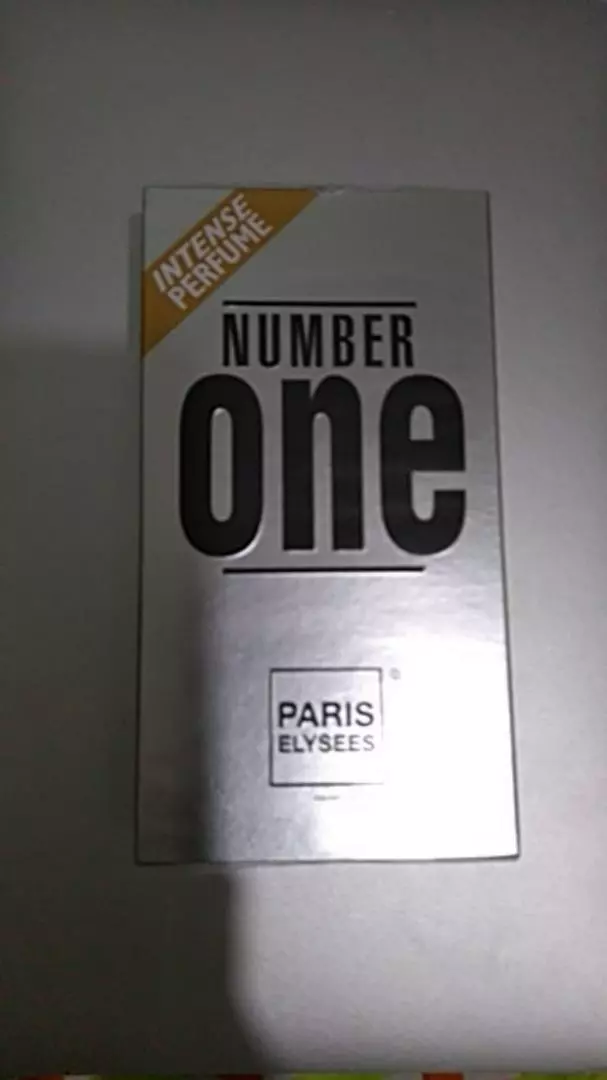 INTENSE
PERFUME
NUMBER
one
PARIS
ELYSEES